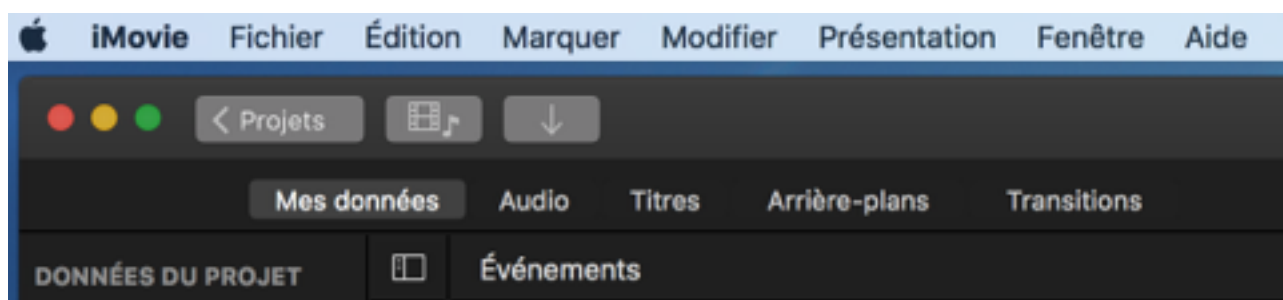 iMovie Fichier Édition Marquer Modifier Présentation Fenêtre Aide
Projets
Mes données Audio Titres Arrière-plans Transitions
DONNÉES DU PROJET Événements